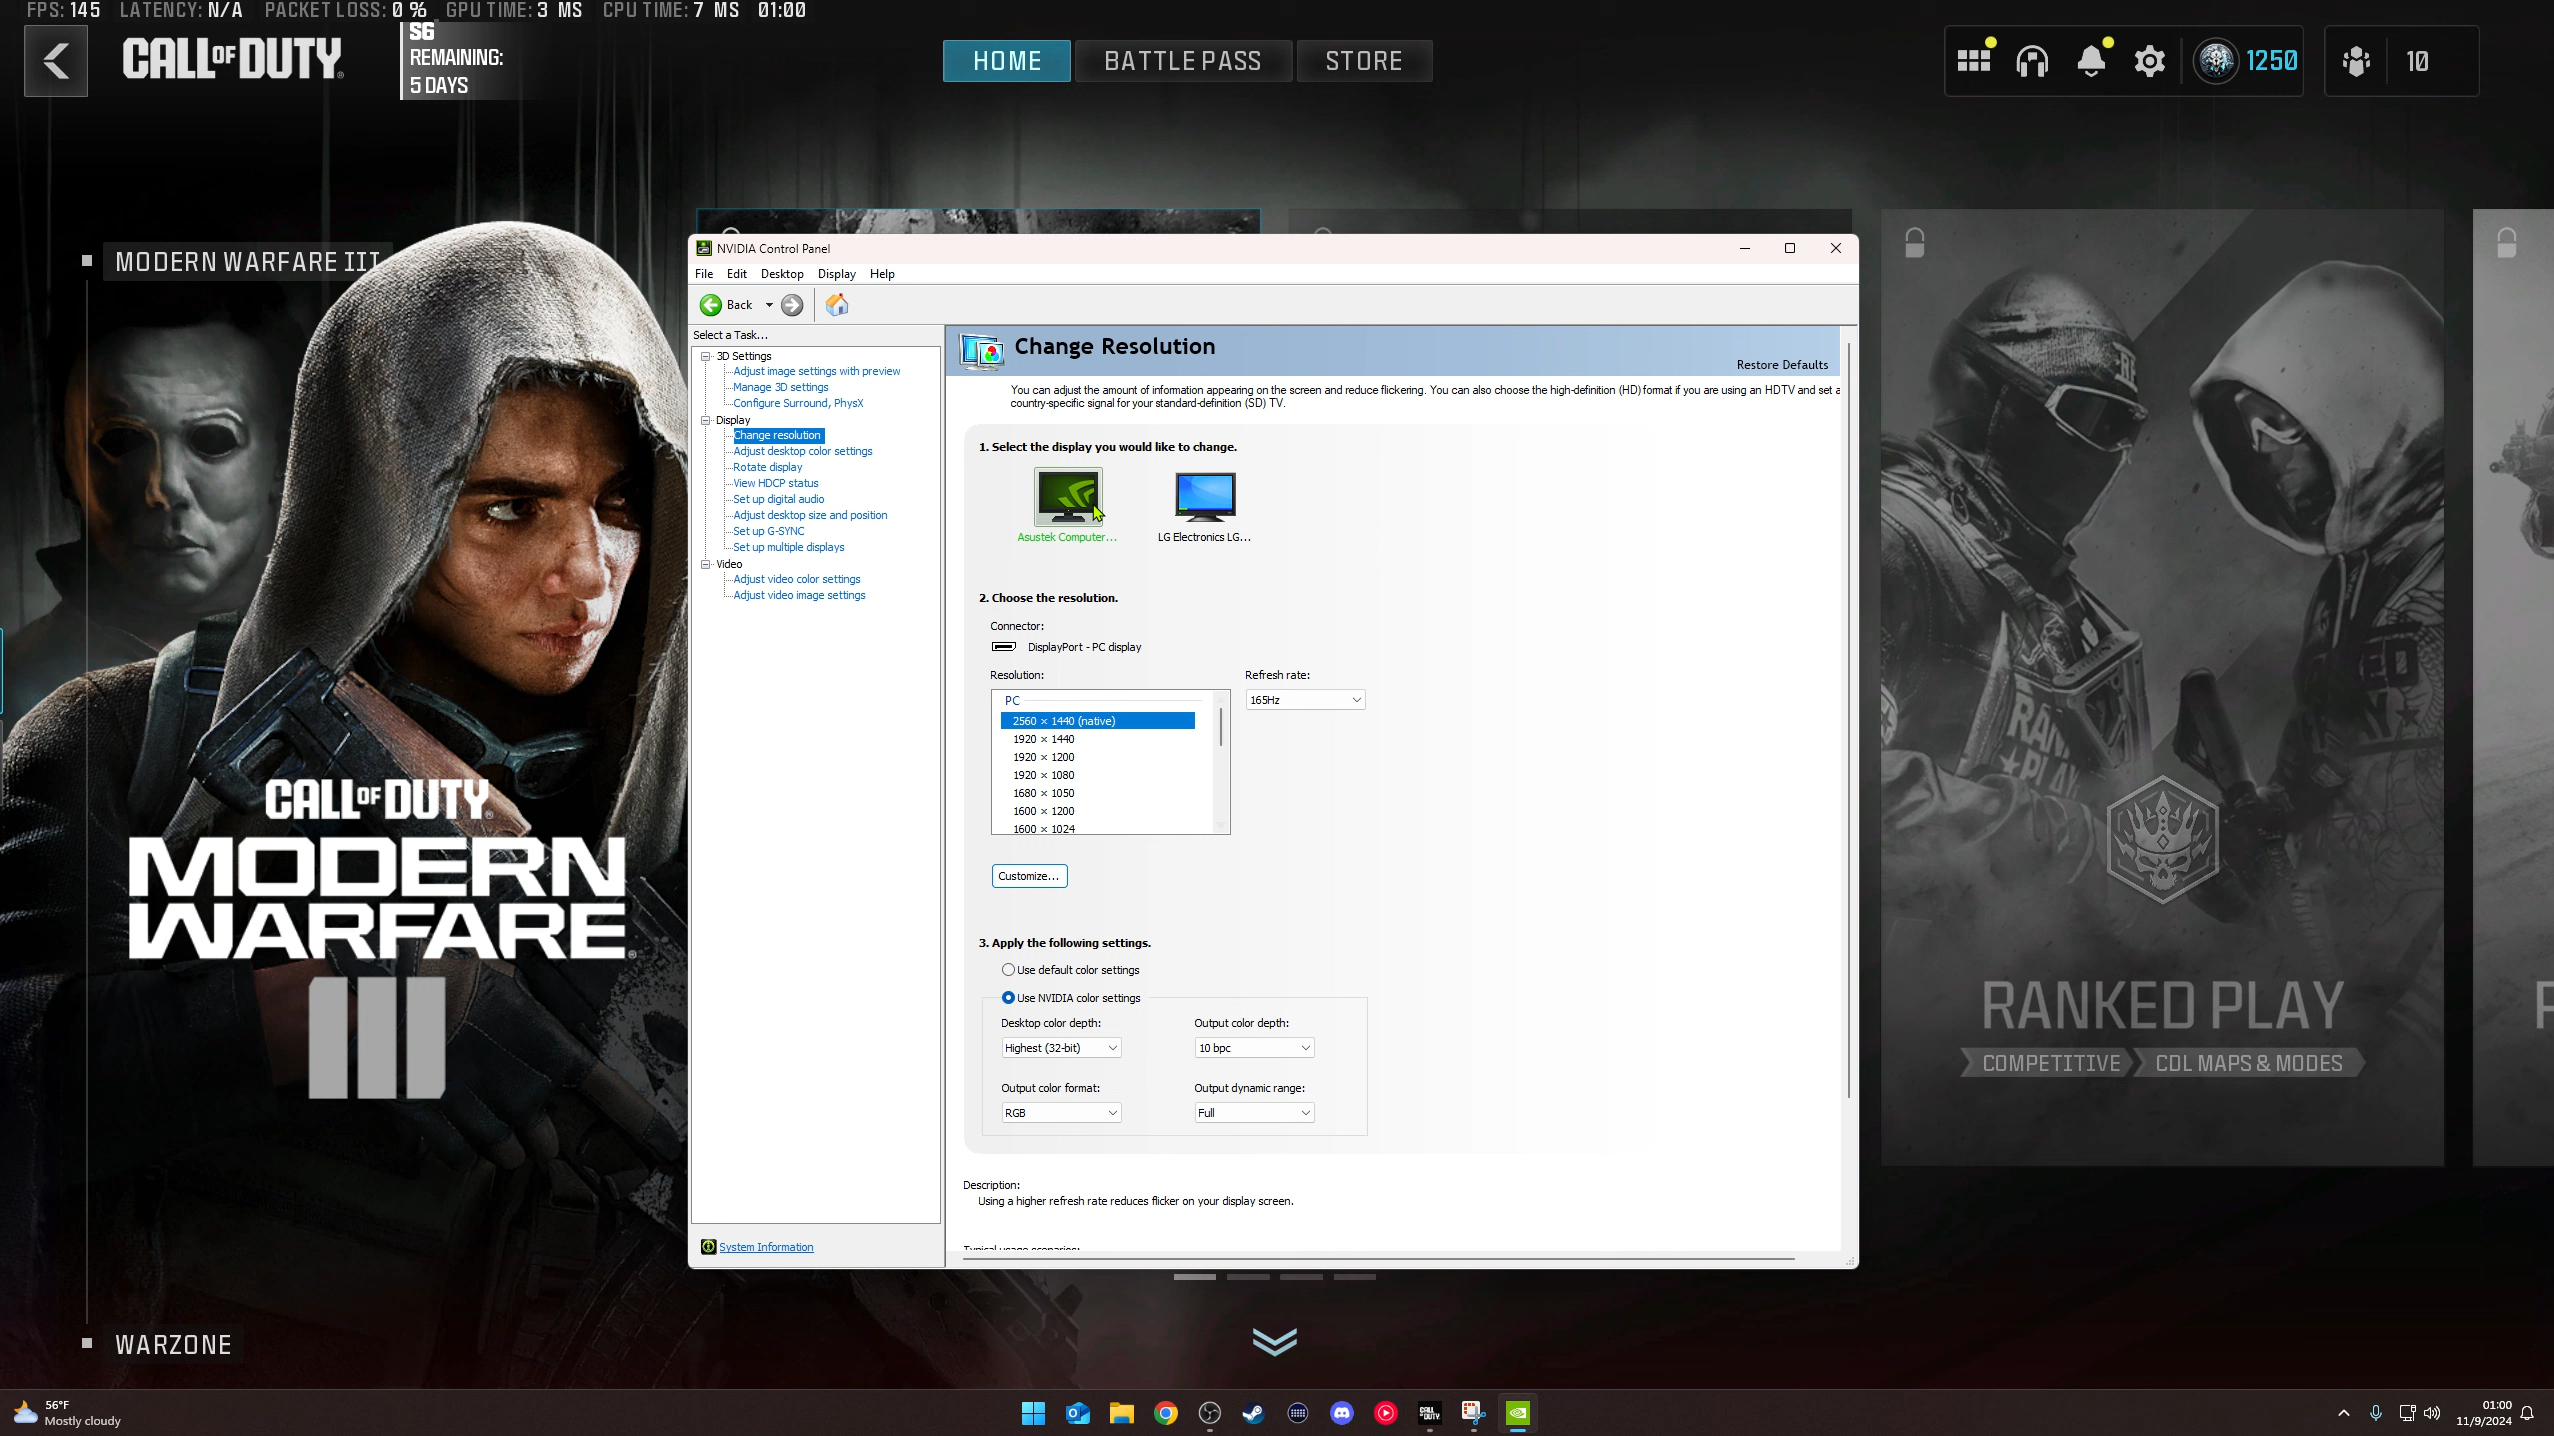 FPS: 145 LATENCY: N/A PACKET LOSS: 0 % GPU TIME: 3 MS CPU TIME: 7 MS 01:00
CALL OF DUTY
S6
REMAINING:
5 DAYS
HOME BATTLE PASS STORE
1250 10
MODERN WARFARE III
NVIDIA Control Panel
File Edit Desktop Display Help
Back
Select a Task...
3D Settings
Adjust image settings with preview
Manage 3D settings
Configure Surround, PhysX
Display
Change resolution
Adjust desktop color settings
Rotate display
View HDCP status
Set up digital audio
Adjust desktop size and position
Set up G-SYNC
Set up multiple displays
Video
Adjust video color settings
Adjust video image settings
System Information
Change Resolution
Restore Defaults
You can adjust the amount of information appearing on the screen and reduce flickering. You can also choose the high-definition (HD) format if you are using an HDTV and set a
country-specific signal for your standard-definition (SD) TV.
1. Select the display you would like to change.
Asustek Computer... LG Electronics LG...
2. Choose the resolution.
Connector:
DisplayPort - PC display
Resolution: Refresh rate:
PC 165Hz
2560 × 1440 (native)
1920 × 1440
1920 × 1200
1920 × 1080
1680 × 1050
1600 × 1200
1600 × 1024
Customize...
3. Apply the following settings.
Use default color settings
Use NVIDIA color settings
Desktop color depth: Output color depth:
Highest (32-bit) 10 bpc
Output color format: Output dynamic range:
RGB Full
Description:
Using a higher refresh rate reduces flicker on your display screen.
Typical usage scenarios:
CALL OF DUTY
MODERN
WARFARE
III
RANKED PLAY
COMPETITIVE CDL MAPS & MODES
WARZONE
56°F
Mostly cloudy
CALL OF DUTY
01:00
11/9/2024